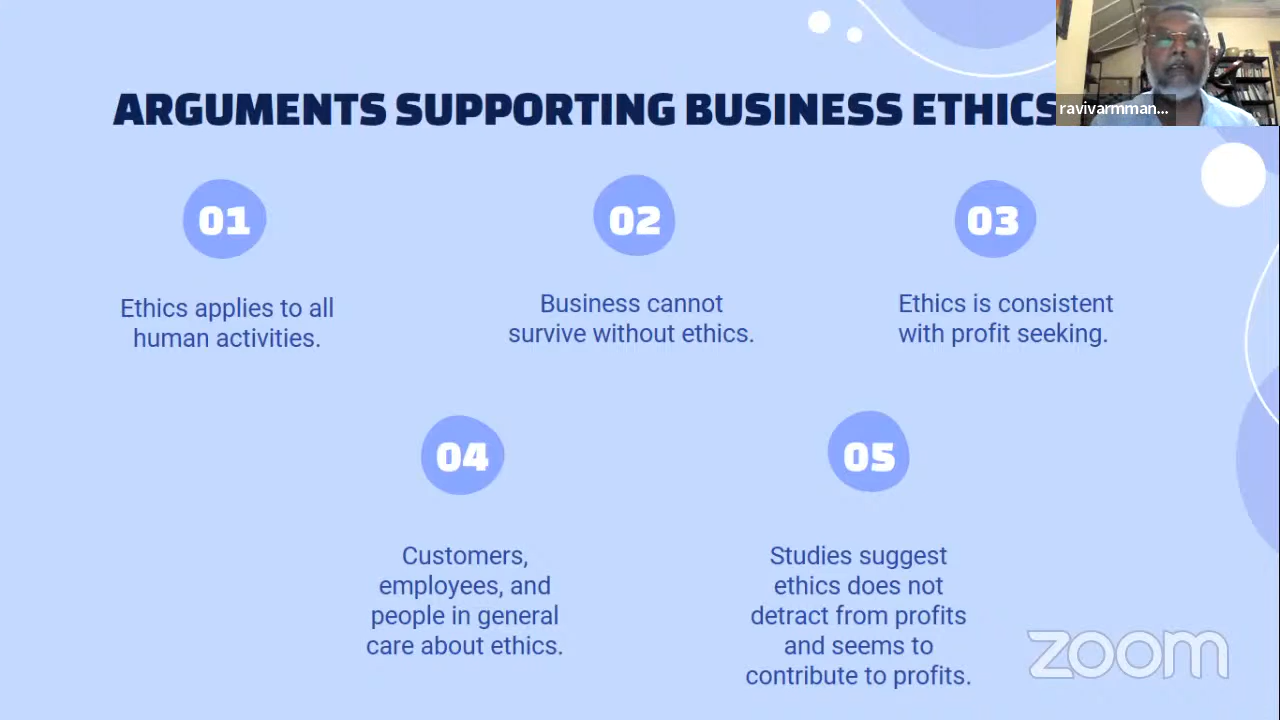 ARGUMENTS SUPPORTING BUSINESS ETHICS
ravivarmman...
01
02
03
Ethics applies to all
human activities.
Business cannot
survive without ethics.
Ethics is consistent
with profit seeking.
04
05
Customers,
employees, and
people in general
care about ethics.
Studies suggest
ethics does not
detract from profits
and seems to
contribute to profits.
zoom